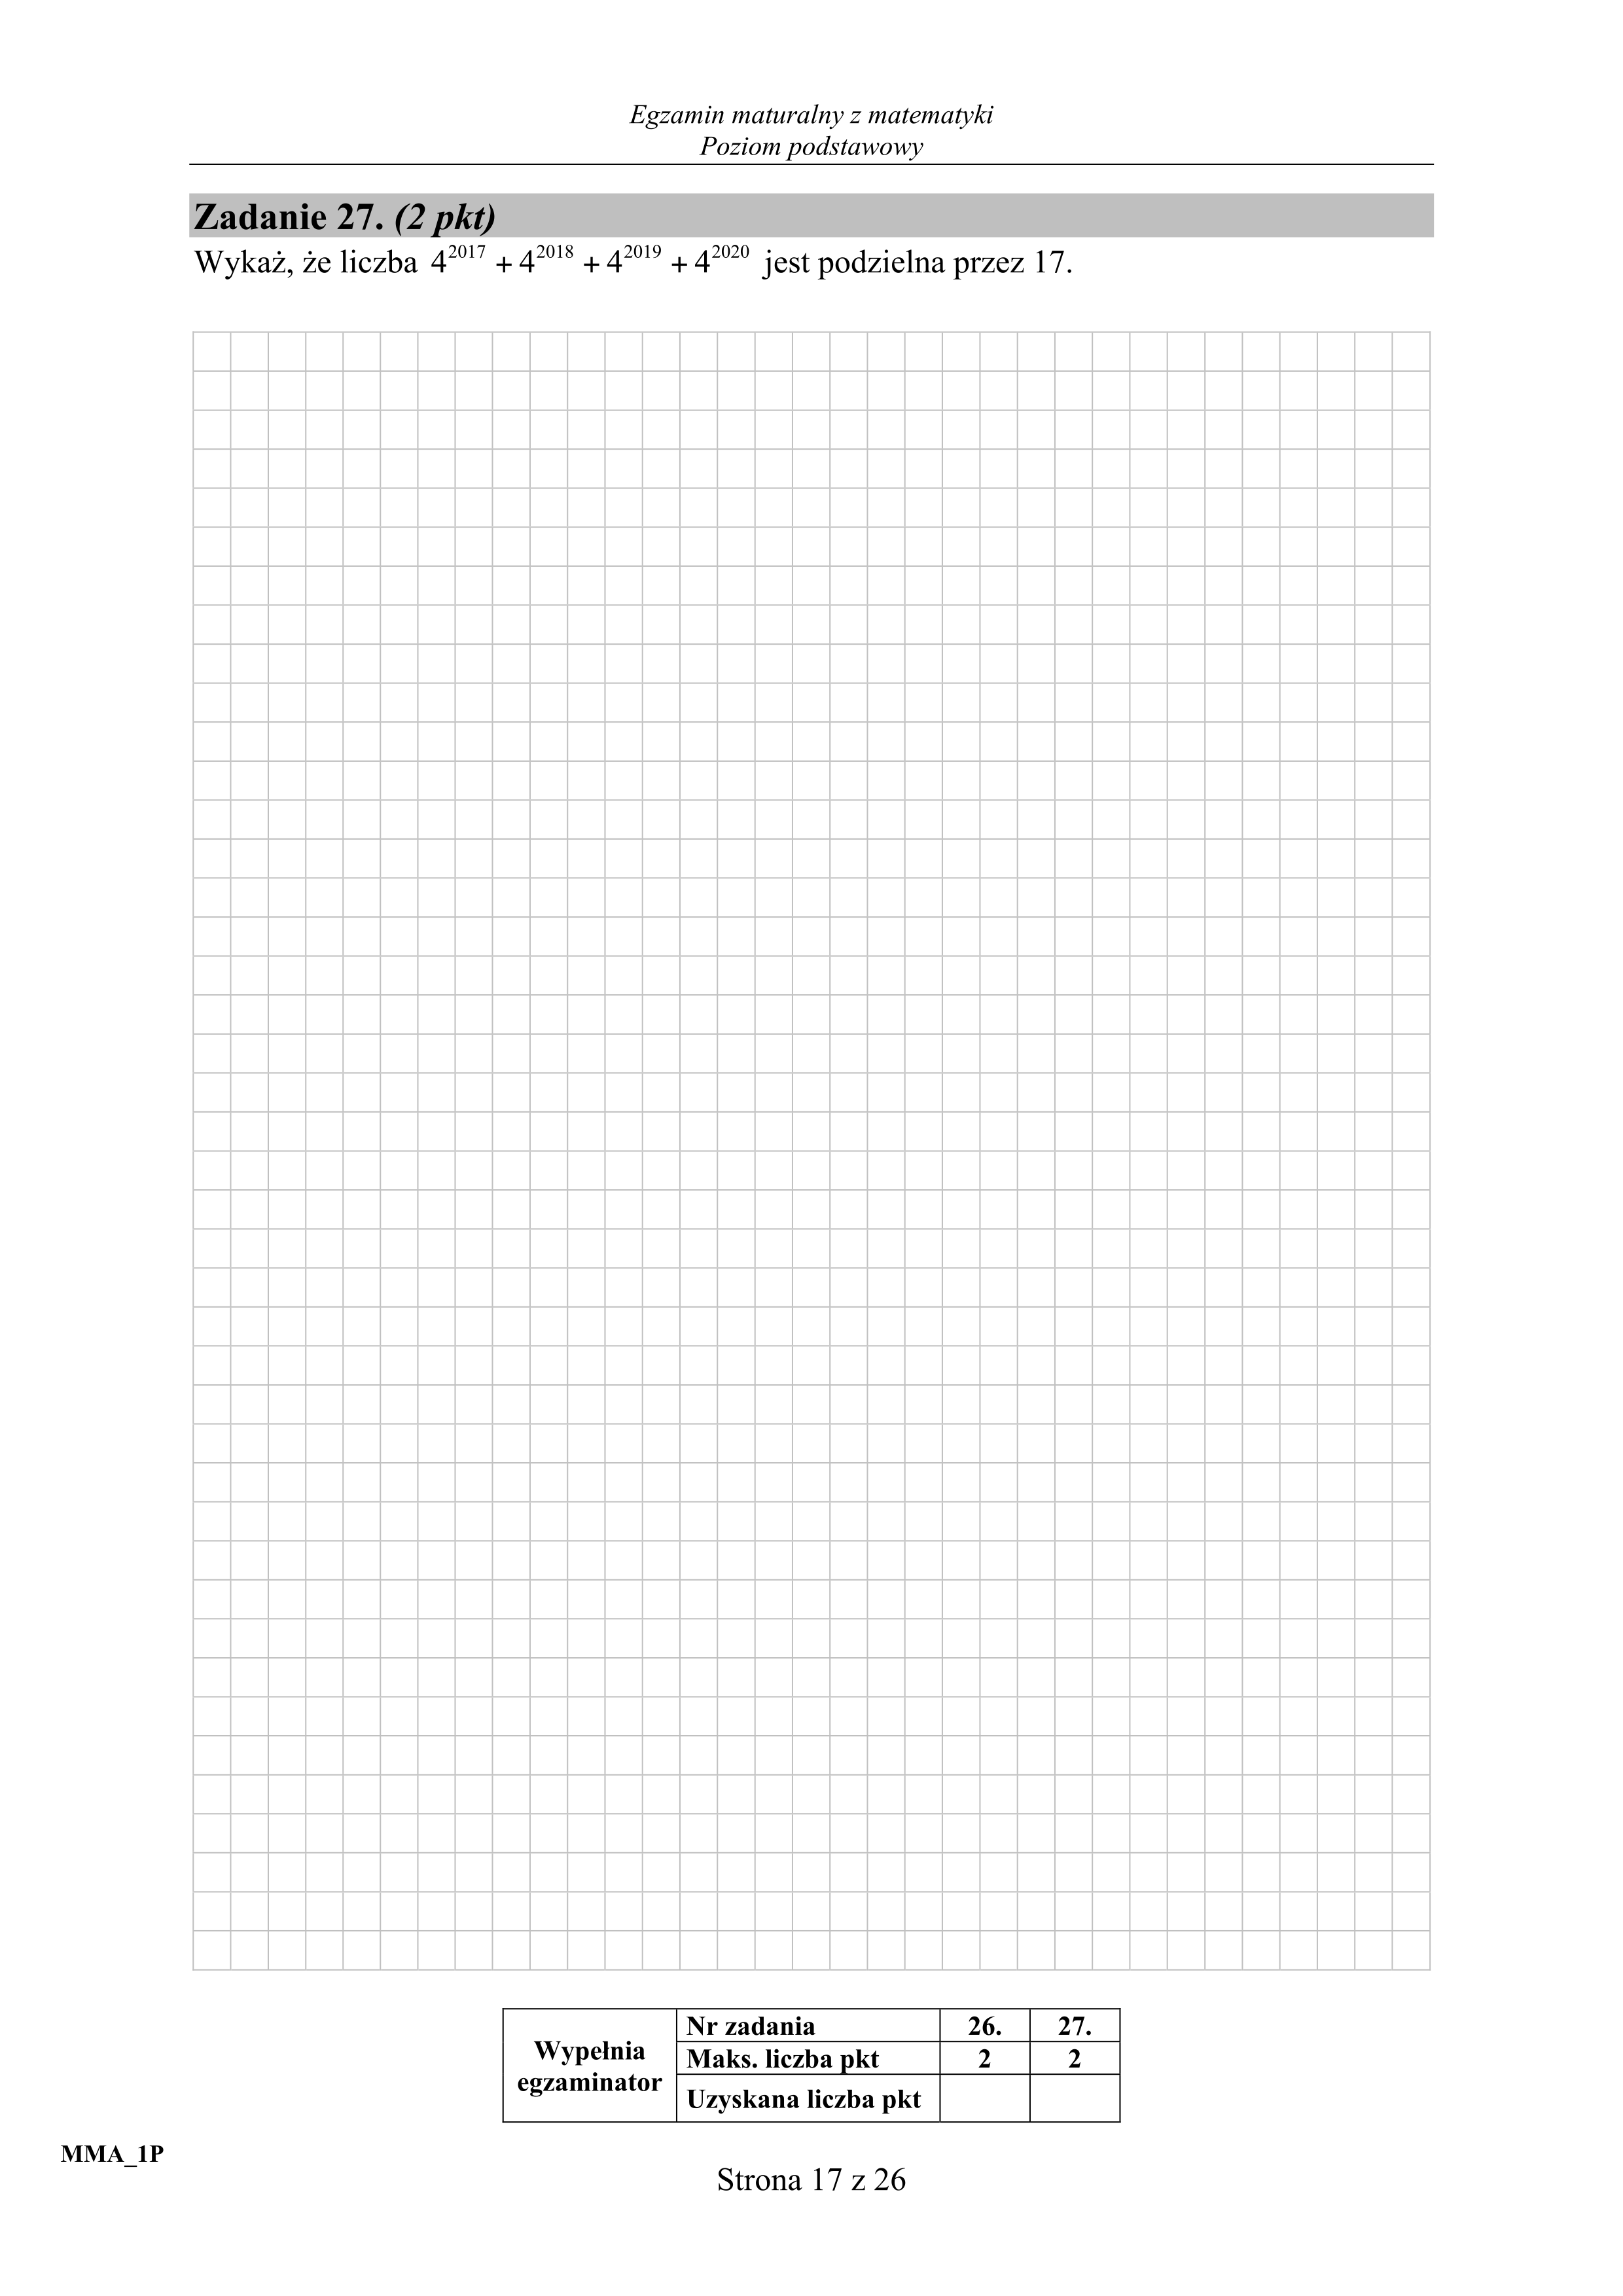 Egzamin maturalny z matematyki
Poziom podstawowy
Zadanie 27. (2 pkt)
Wykaż, że liczba 4^2017 + 4^2018 + 4^2019 + 4^2020 jest podzielna przez 17.
Wypełnia egzaminator
Nr zadania 26. 27.
Maks. liczba pkt 2 2
Uzyskana liczba pkt
MMA_1P
Strona 17 z 26